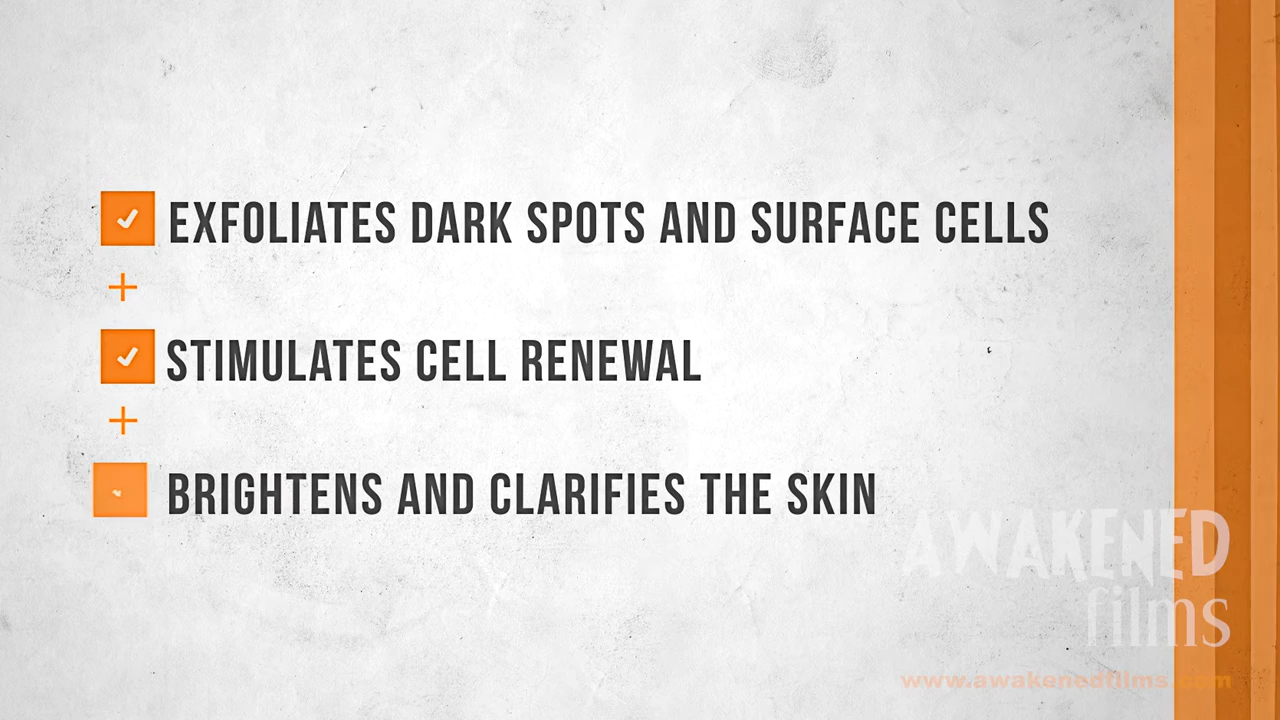 EXFOLIATES DARK SPOTS AND SURFACE CELLS
+
STIMULATES CELL RENEWAL
+
BRIGHTENS AND CLARIFIES THE SKIN
AWAKENED
films
www.awakenedfilms.com